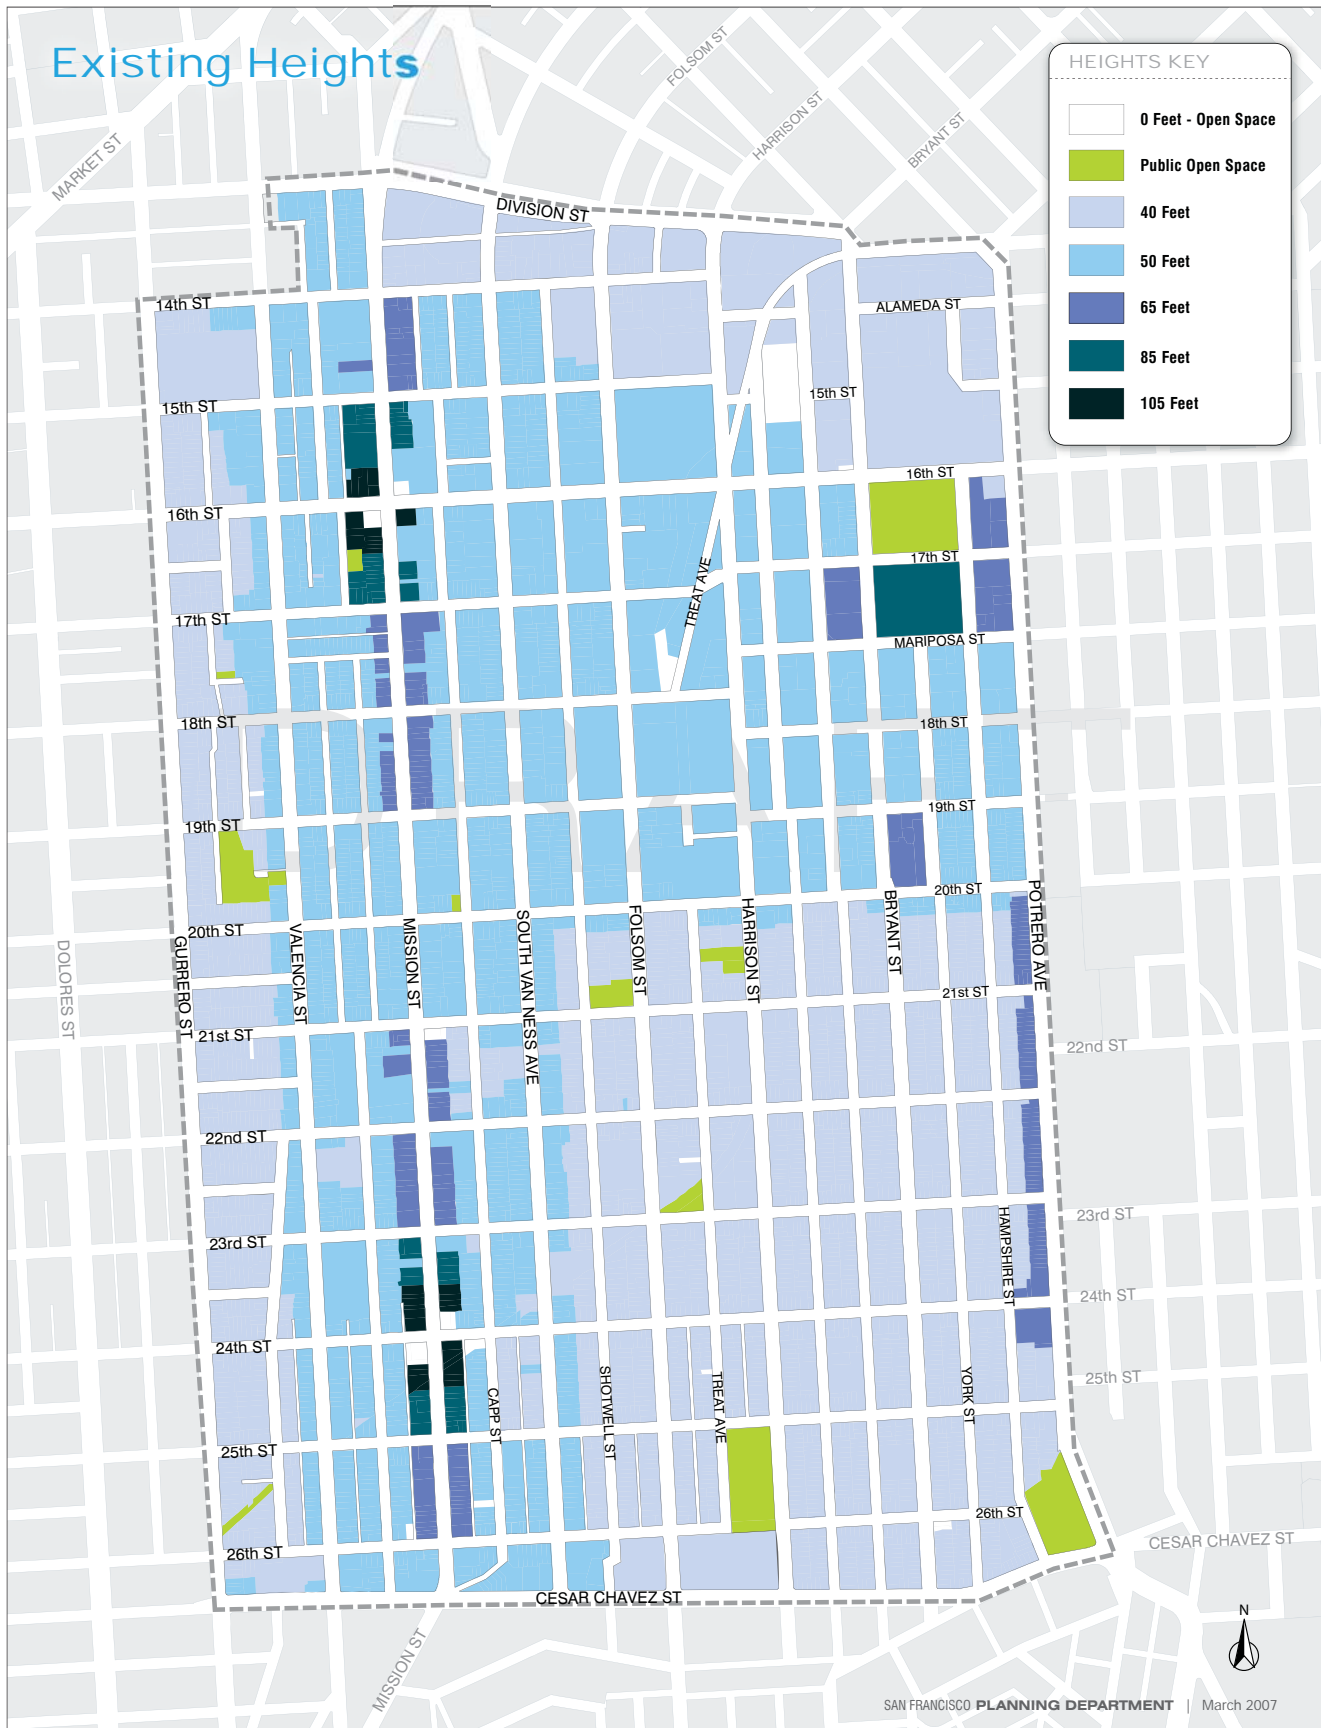 Existing Heights
HEIGHTS KEY
0 Feet - Open Space
Public Open Space
40 Feet
50 Feet
65 Feet
85 Feet
105 Feet
FOLSOM ST
HARRISON ST
BRYANT ST
MARKET ST
DIVISION ST
14th ST
ALAMEDA ST
15th ST
15th ST
16th ST
16th ST
17th ST
TREAT AVE
17th ST
MARIPOSA ST
18th ST
18th ST
DRAFT
19th ST
19th ST
20th ST
20th ST
DOLORES ST
GURRERO ST
VALENCIA ST
MISSION ST
SOUTH VAN NESS AVE
FOLSOM ST
HARRISON ST
BRYANT ST
POTRERO AVE
21st ST
21st ST
22nd ST
22nd ST
23rd ST
23rd ST
HAMPSHIRE ST
24th ST
24th ST
25th ST
CAPP ST
SHOTWELL ST
TREAT AVE
YORK ST
25th ST
26th ST
26th ST
CESAR CHAVEZ ST
CESAR CHAVEZ ST
MISSION ST
N
SAN FRANCISCO PLANNING DEPARTMENT | March 2007